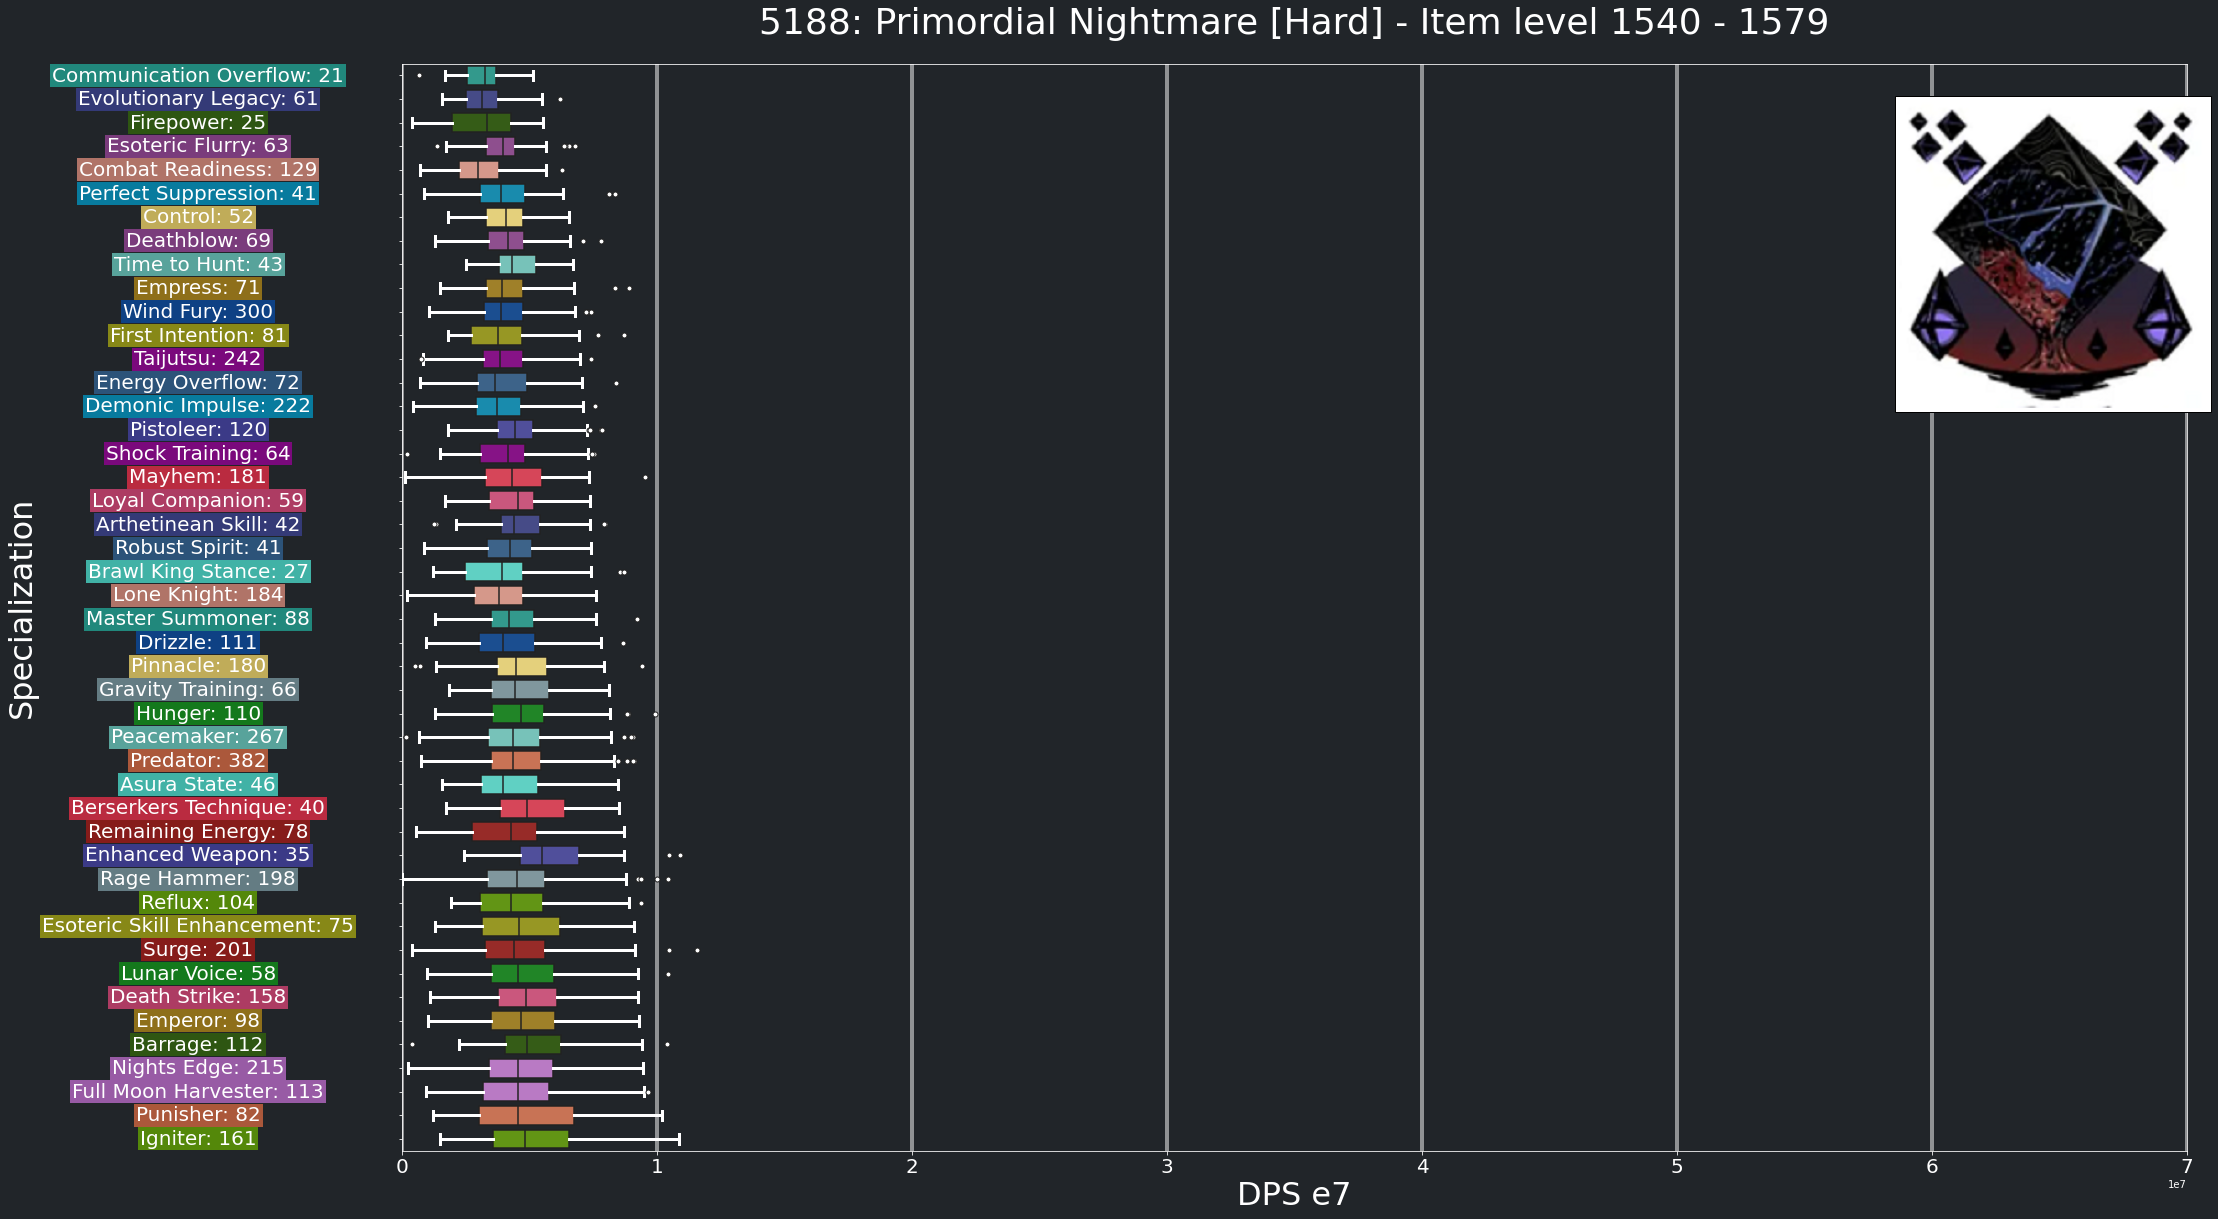 5188: Primordial Nightmare [Hard] - Item level 1540 - 1579
Communication Overflow: 21
Evolutionary Legacy: 61
Firepower: 25
Esoteric Flurry: 63
Combat Readiness: 129
Perfect Suppression: 41
Control: 52
Deathblow: 69
Time to Hunt: 43
Empress: 71
Wind Fury: 300
First Intention: 81
Taijutsu: 242
Energy Overflow: 72
Demonic Impulse: 222
Pistoleer: 120
Shock Training: 64
Mayhem: 181
Loyal Companion: 59
Arthetinean Skill: 42
Robust Spirit: 41
Brawl King Stance: 27
Lone Knight: 184
Master Summoner: 88
Drizzle: 111
Pinnacle: 180
Gravity Training: 66
Hunger: 110
Peacemaker: 267
Predator: 382
Asura State: 46
Berserkers Technique: 40
Remaining Energy: 78
Enhanced Weapon: 35
Rage Hammer: 198
Reflux: 104
Esoteric Skill Enhancement: 75
Surge: 201
Lunar Voice: 58
Death Strike: 158
Emperor: 98
Barrage: 112
Nights Edge: 215
Full Moon Harvester: 113
Punisher: 82
Igniter: 161
Specialization
0 1 2 3 4 5 6 7
1e7
DPS e7